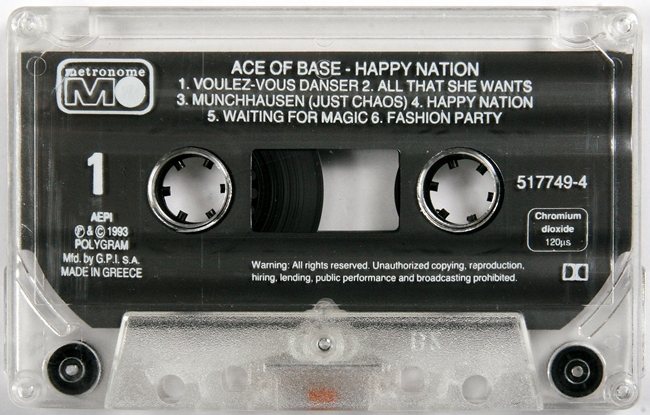 metronome
M
ACE OF BASE - HAPPY NATION
1. VOULEZ-VOUS DANSER 2. ALL THAT SHE WANTS
3. MUNCHHAUSEN (JUST CHAOS) 4. HAPPY NATION
5. WAITING FOR MAGIC 6. FASHION PARTY
1
517749-4
AEPI
Ⓟ & © 1993
POLYGRAM
Mfd. by G.P.I. S.A.
MADE IN GREECE
Chromium
dioxide
120µs
Warning: All rights reserved. Unauthorized copying, reproduction,
hiring, lending, public performance and broadcasting prohibited.